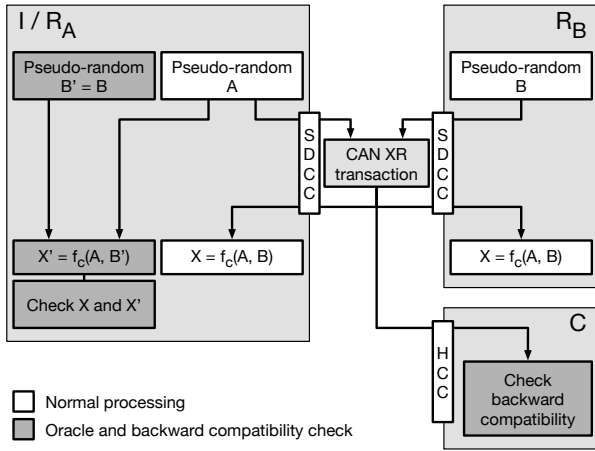 I / R_A
R_B
Pseudo-random
B' = B
Pseudo-random
A
Pseudo-random
B
S
D
C
C
CAN XR
transaction
S
D
C
C
X' = f_c(A, B')
X = f_c(A, B)
X = f_c(A, B)
Check X and X'
C
H
C
C
Check
backward
compatibility
Normal processing
Oracle and backward compatibility check